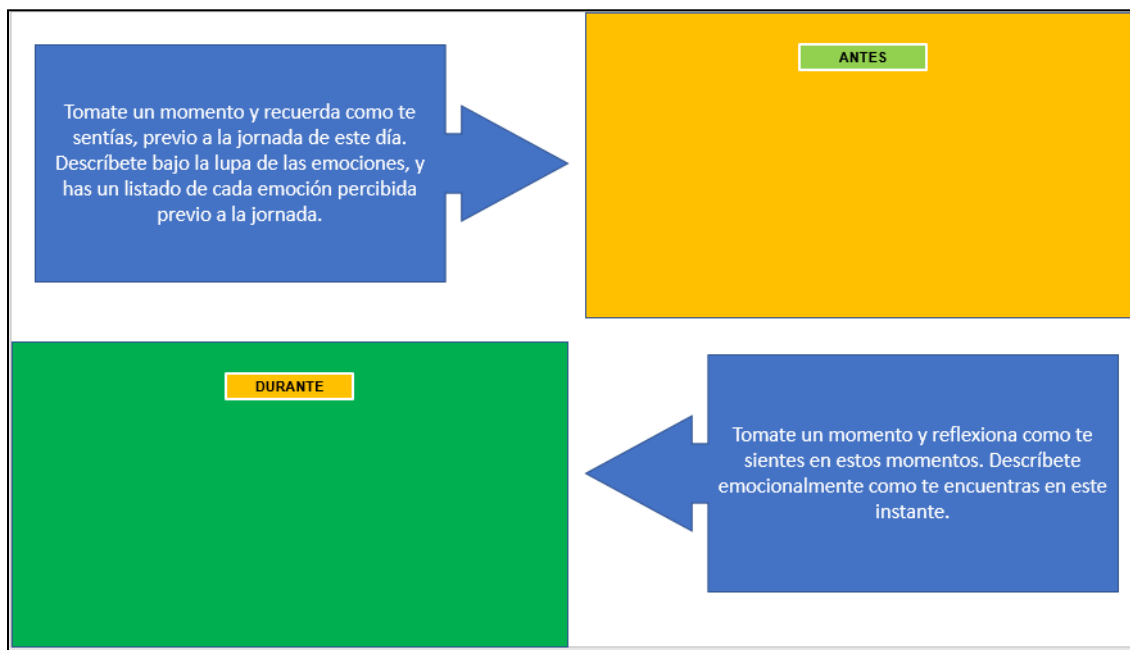 Tomate un momento y recuerda como te
sentías, previo a la jornada de este día.
Descríbete bajo la lupa de las emociones, y
has un listado de cada emoción percibida
previo a la jornada.
ANTES
DURANTE
Tomate un momento y reflexiona como te
sientes en estos momentos. Descríbete
emocionalmente como te encuentras en este
instante.